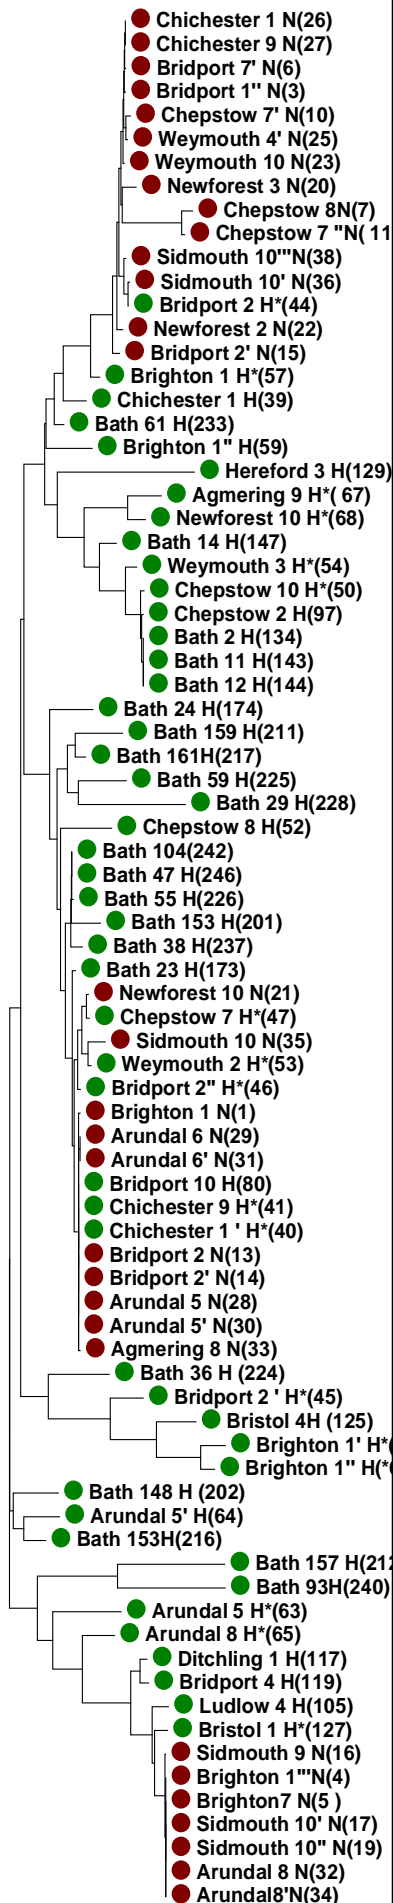 Chichester 1 N(26)
Chichester 9 N(27)
Bridport 7' N(6)
Bridport 1'' N(3)
Chepstow 7' N(10)
Weymouth 4' N(25)
Weymouth 10 N(23)
Newforest 3 N(20)
Chepstow 8N(7)
Chepstow 7 "N( 11
Sidmouth 10'"N(38)
Sidmouth 10' N(36)
Bridport 2 H*(44)
Newforest 2 N(22)
Bridport 2' N(15)
Brighton 1 H*(57)
Chichester 1 H(39)
Bath 61 H(233)
Brighton 1" H(59)
Hereford 3 H(129)
Agmering 9 H*( 67)
Newforest 10 H*(68)
Bath 14 H(147)
Weymouth 3 H*(54)
Chepstow 10 H*(50)
Chepstow 2 H(97)
Bath 2 H(134)
Bath 11 H(143)
Bath 12 H(144)
Bath 24 H(174)
Bath 159 H(211)
Bath 161H(217)
Bath 59 H(225)
Bath 29 H(228)
Chepstow 8 H(52)
Bath 104(242)
Bath 47 H(246)
Bath 55 H(226)
Bath 153 H(201)
Bath 38 H(237)
Bath 23 H(173)
Newforest 10 N(21)
Chepstow 7 H*(47)
Sidmouth 10 N(35)
Weymouth 2 H*(53)
Bridport 2" H*(46)
Brighton 1 N(1)
Arundal 6 N(29)
Arundal 6' N(31)
Bridport 10 H(80)
Chichester 9 H*(41)
Chichester 1 ' H*(40)
Bridport 2 N(13)
Bridport 2' N(14)
Arundal 5 N(28)
Arundal 5' N(30)
Agmering 8 N(33)
Bath 36 H (224)
Bridport 2 ' H*(45)
Bristol 4H (125)
Brighton 1' H*(
Brighton 1'' H(*
Bath 148 H (202)
Arundal 5' H(64)
Bath 153H(216)
Bath 157 H(212
Bath 93H(240)
Arundal 5 H*(63)
Arundal 8 H*(65)
Ditchling 1 H(117)
Bridport 4 H(119)
Ludlow 4 H(105)
Bristol 1 H*(127)
Sidmouth 9 N(16)
Brighton 1"'N(4)
Brighton7 N(5 )
Sidmouth 10' N(17)
Sidmouth 10" N(19)
Arundal 8 N(32)
Arundal8'N(34)